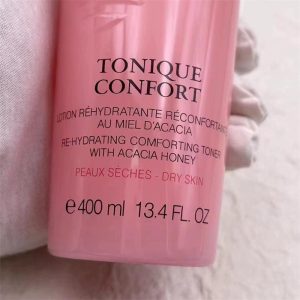 TONIQUE
CONFORT
LOTION RÉHYDRATANTE RÉCONFORTANTE
AU MIEL D'ACACIA
RE-HYDRATING COMFORTING TONER
WITH ACACIA HONEY
PEAUX SÈCHES - DRY SKIN
e 400 ml 13.4 FL. OZ